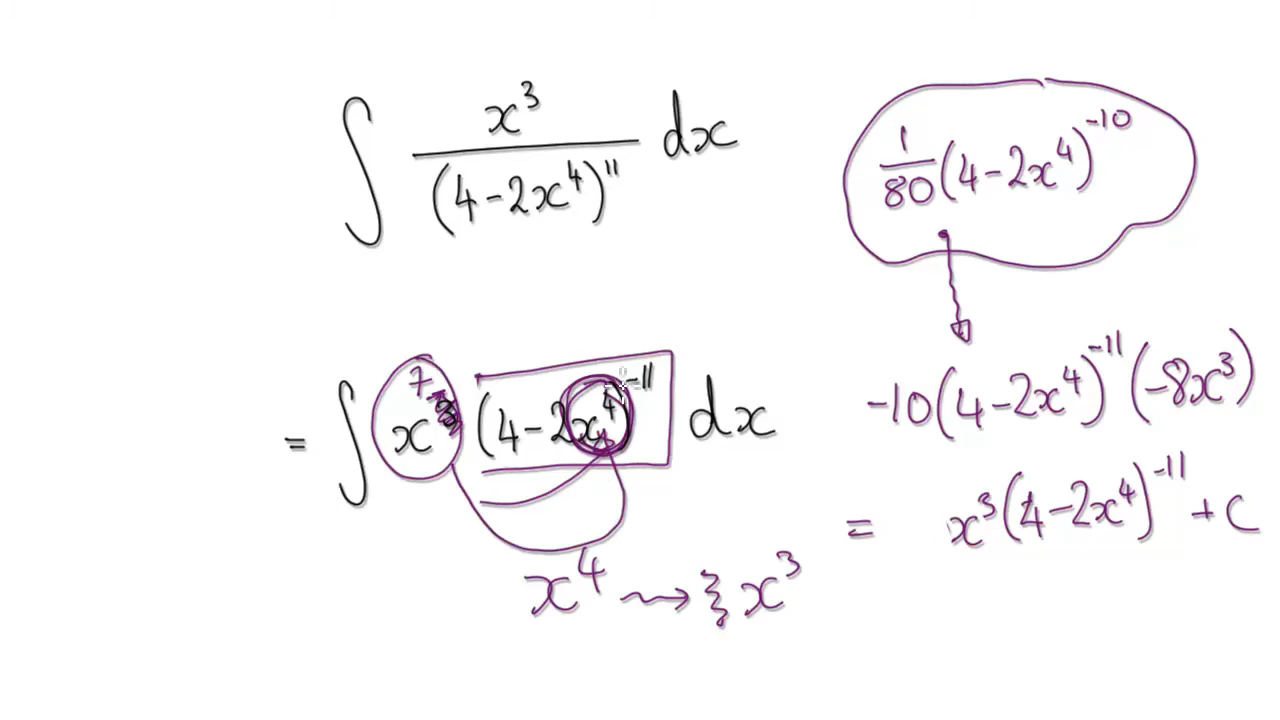 ∫ x³/(4-2x⁴)¹¹ dx
1/80 (4-2x⁴)⁻¹⁰
= ∫ x⁷ (4-2x⁴)⁻¹¹ dx
-10(4-2x⁴)⁻¹¹(-8x³)
= x³(4-2x⁴)⁻¹¹ + C
x⁴ ⇝ x³